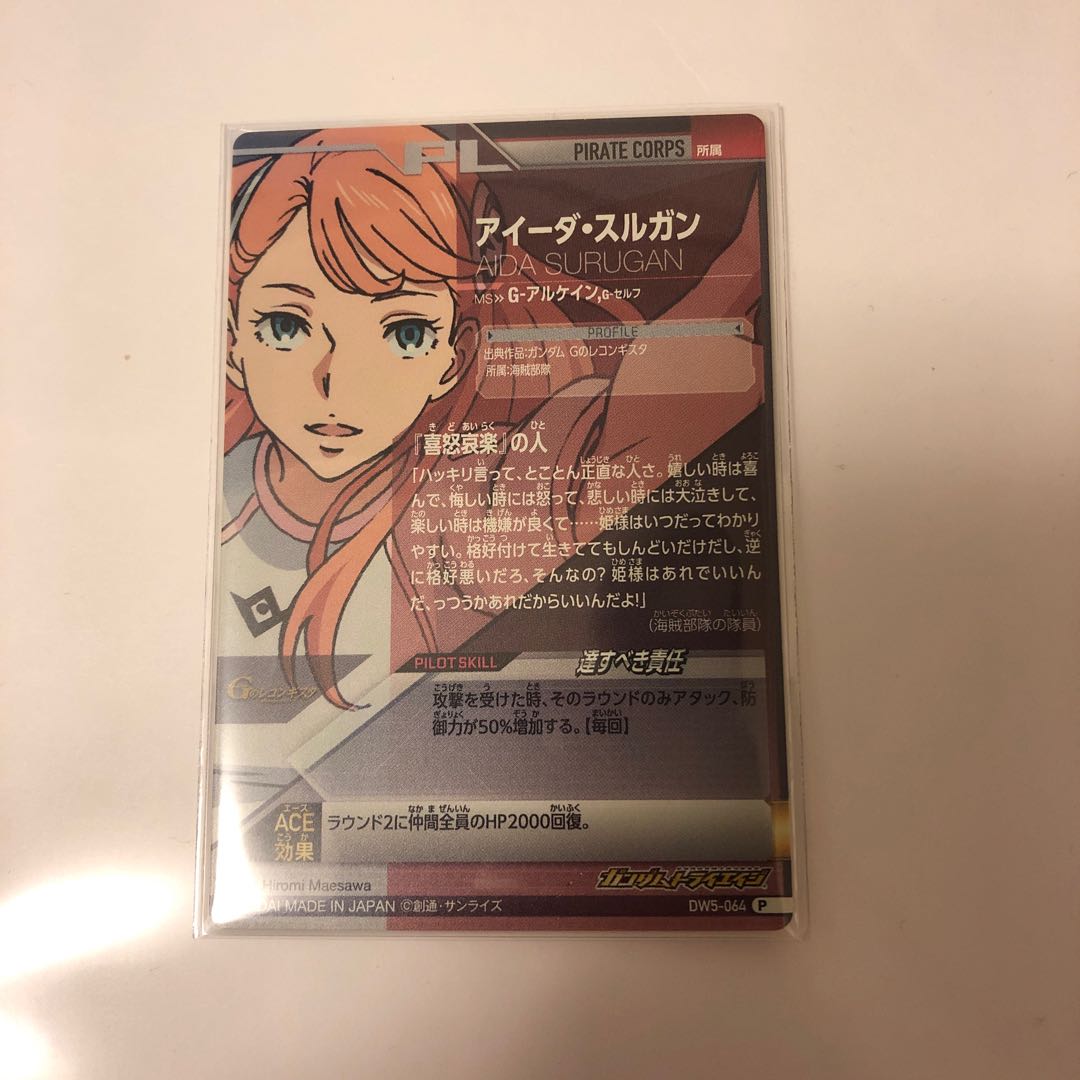 PL
PIRATE CORPS 所属
アイーダ・スルガン
AIDA SURUGAN
MS>> G-アルケイン,G-セルフ
PROFILE
出典作品:ガンダム Gのレコンギスタ
所属:海賊部隊
『喜怒哀楽』の人
「ハッキリ言って、とことん正直な人さ。嬉しい時は喜
んで、悔しい時には怒って、悲しい時には大泣きして、
楽しい時は機嫌が良くて……姫様はいつだってわかり
やすい。格好付けて生きててもしんどいだけだし、逆
に格好悪いだろ、そんなの? 姫様はあれでいいん
だ、っつうかあれだからいいんだよ!」
(海賊部隊の隊員)
PILOT SKILL 達すべき責任
Gのレコンギスタ
攻撃を受けた時、そのラウンドのみアタック、防
御力が50%増加する。【毎回】
ACE 効果
ラウンド2に仲間全員のHP2000回復。
Hiromi Maesawa
ガンダムトライエイジ
DAI MADE IN JAPAN ©創通・サンライズ
DW5-064 P